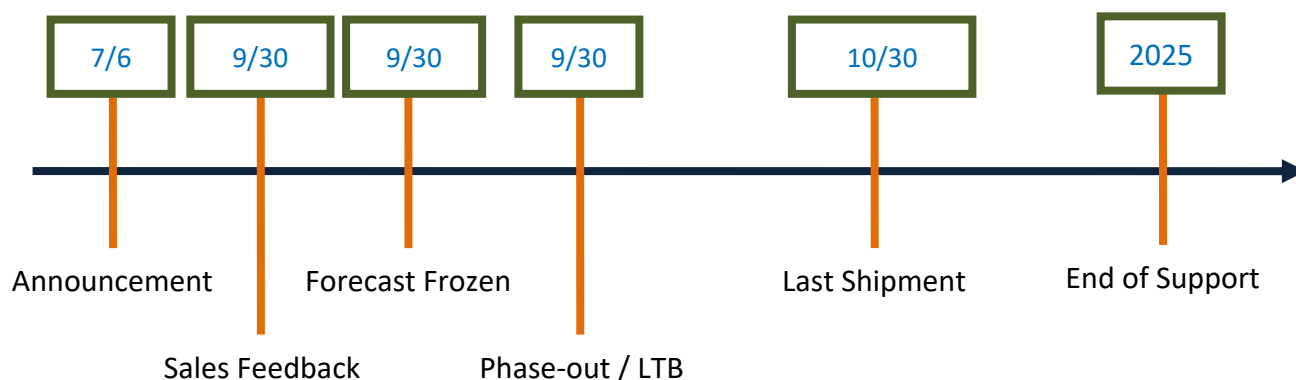 7/6
9/30
9/30
9/30
10/30
2025
Announcement
Forecast Frozen
Last Shipment
End of Support
Sales Feedback
Phase-out / LTB